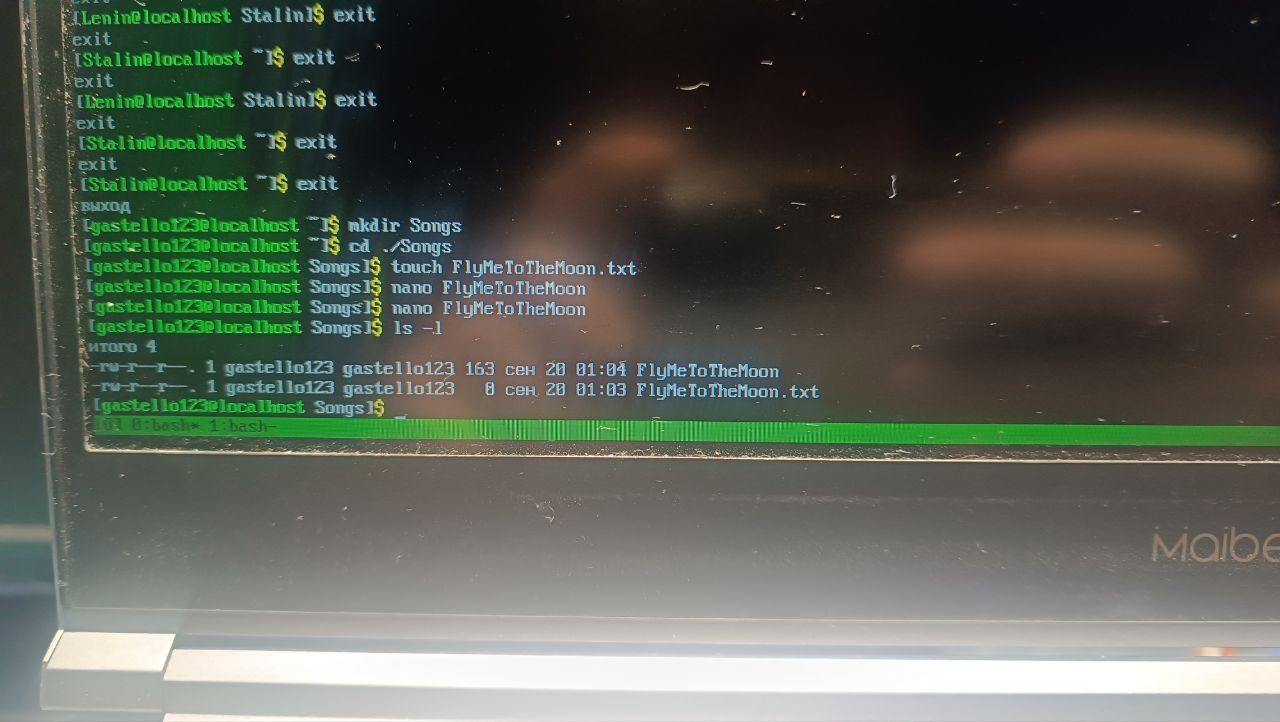 [Lenin@localhost Stalin]$ exit
exit
[Stalin@localhost ~]$ exit
exit
[Lenin@localhost Stalin]$ exit
exit
[Stalin@localhost ~]$ exit
exit
[Stalin@localhost ~]$ exit
выход
[gastello123@localhost ~]$ mkdir Songs
[gastello123@localhost ~]$ cd ./Songs
[gastello123@localhost Songs]$ touch FlyMeToTheMoon.txt
[gastello123@localhost Songs]$ nano FlyMeToTheMoon
[gastello123@localhost Songs]$ nano FlyMeToTheMoon
[gastello123@localhost Songs]$ ls -l
итого 4
-rw-r--r--. 1 gastello123 gastello123 163 сен 20 01:04 FlyMeToTheMoon
-rw-r--r--. 1 gastello123 gastello123   0 сен 20 01:03 FlyMeToTheMoon.txt
[gastello123@localhost Songs]$
[0] 0:bash* 1:bash-